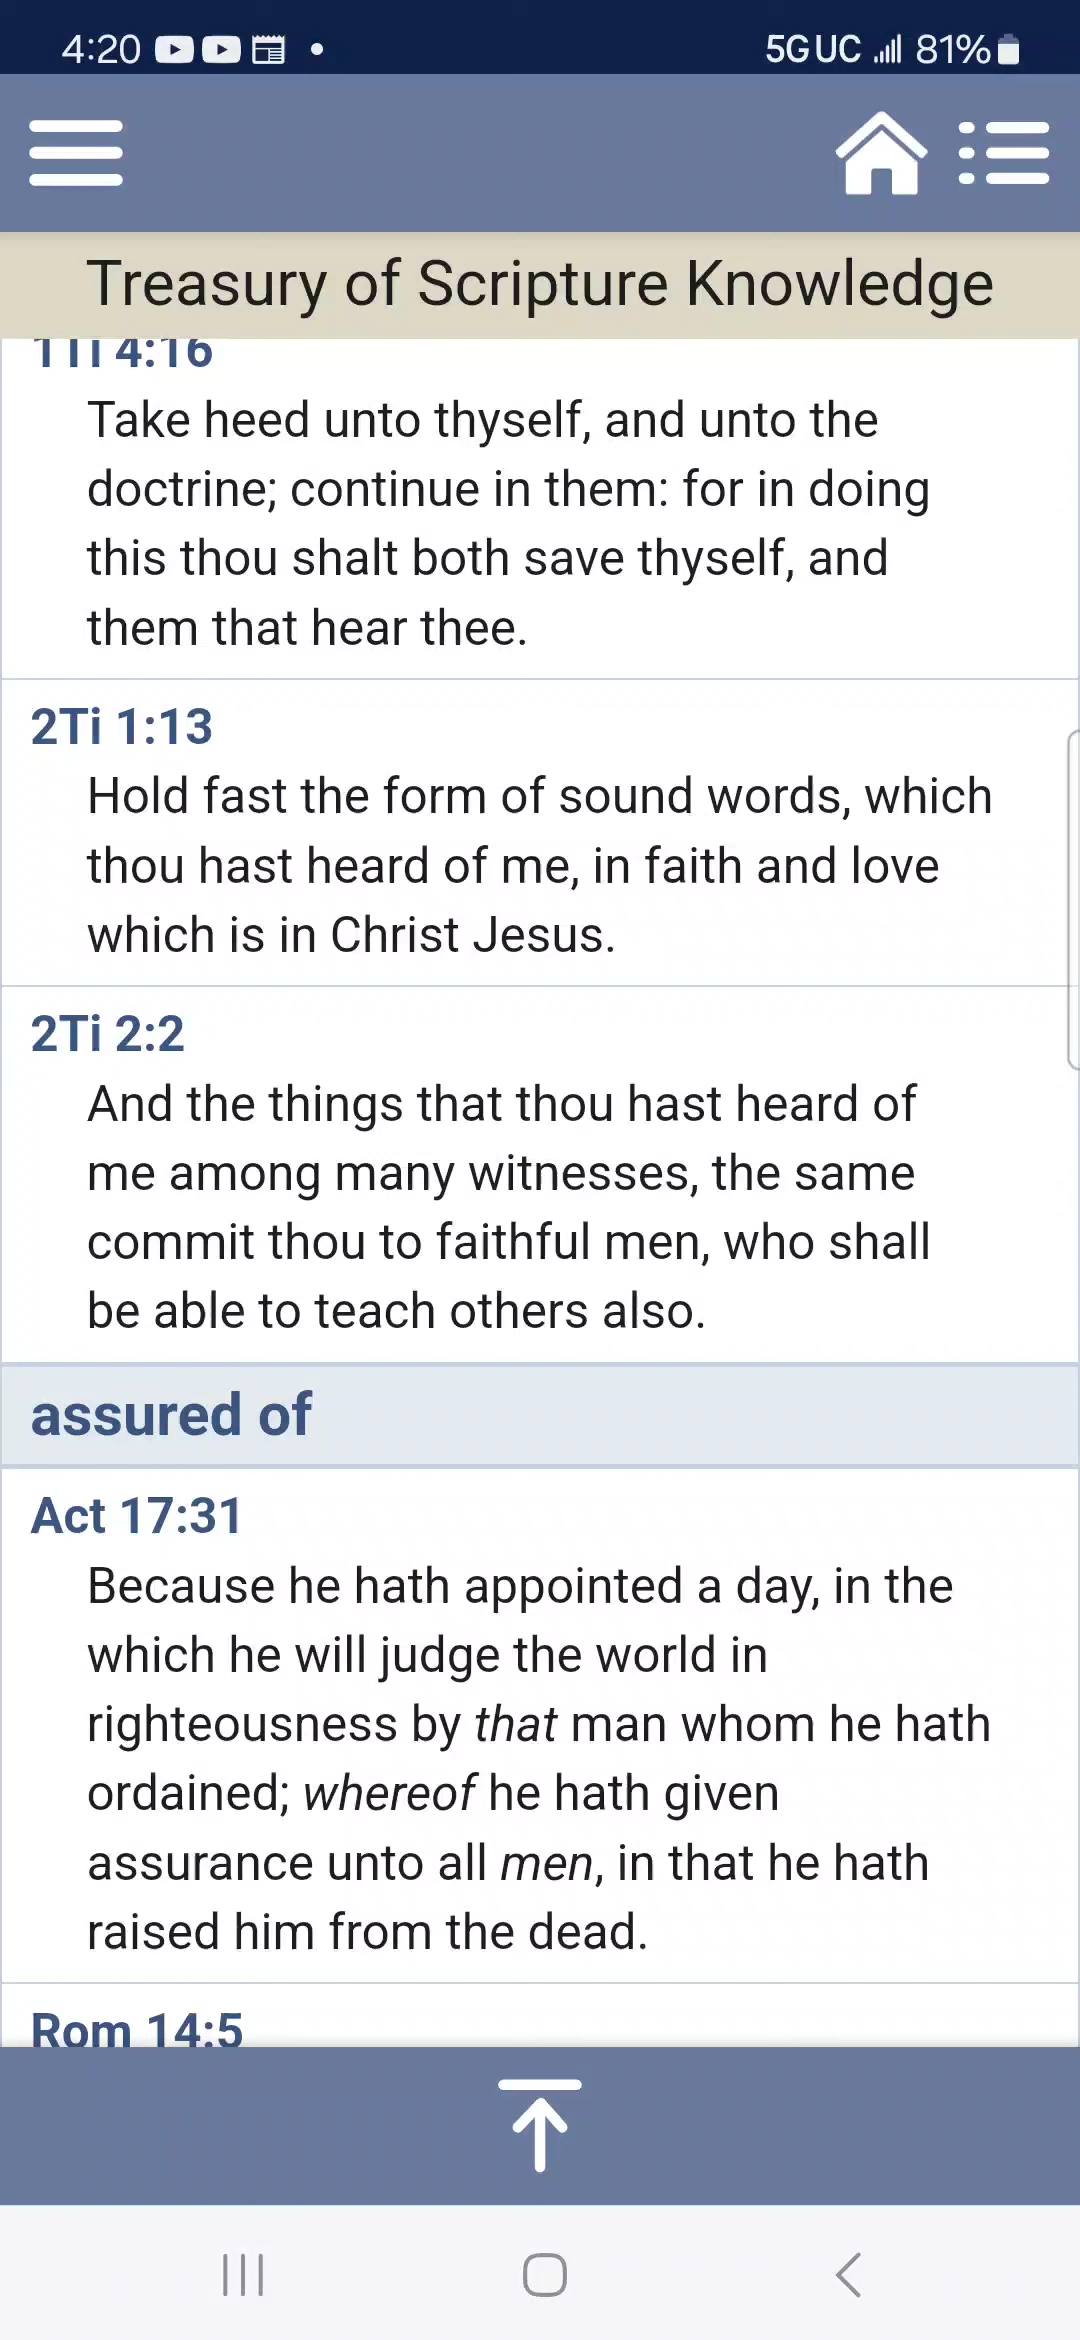 4:20
5G UC 81%
Treasury of Scripture Knowledge
1Ti 4:16
Take heed unto thyself, and unto the
doctrine; continue in them: for in doing
this thou shalt both save thyself, and
them that hear thee.
2Ti 1:13
Hold fast the form of sound words, which
thou hast heard of me, in faith and love
which is in Christ Jesus.
2Ti 2:2
And the things that thou hast heard of
me among many witnesses, the same
commit thou to faithful men, who shall
be able to teach others also.
assured of
Act 17:31
Because he hath appointed a day, in the
which he will judge the world in
righteousness by that man whom he hath
ordained; whereof he hath given
assurance unto all men, in that he hath
raised him from the dead.
Rom 14:5